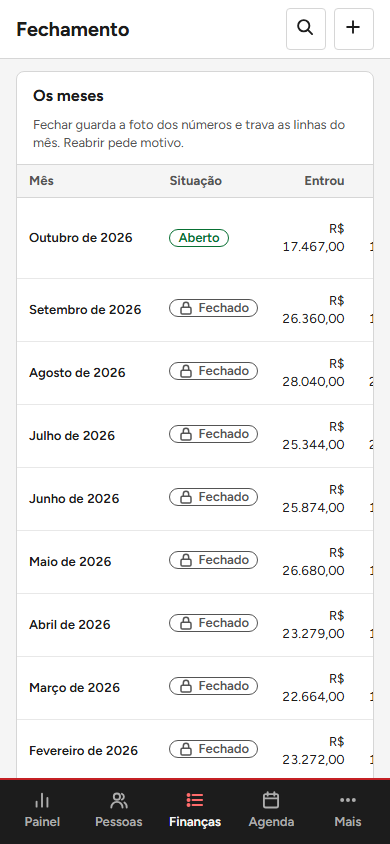 Fechamento
Os meses
Fechar guarda a foto dos números e trava as linhas do
mês. Reabrir pede motivo.
Mês Situação Entrou
Outubro de 2026 Aberto R$ 17.467,00
Setembro de 2026 Fechado R$ 26.360,00
Agosto de 2026 Fechado R$ 28.040,00
Julho de 2026 Fechado R$ 25.344,00
Junho de 2026 Fechado R$ 25.874,00
Maio de 2026 Fechado R$ 26.680,00
Abril de 2026 Fechado R$ 23.279,00
Março de 2026 Fechado R$ 22.664,00
Fevereiro de 2026 Fechado R$ 23.272,00
Painel Pessoas Finanças Agenda Mais